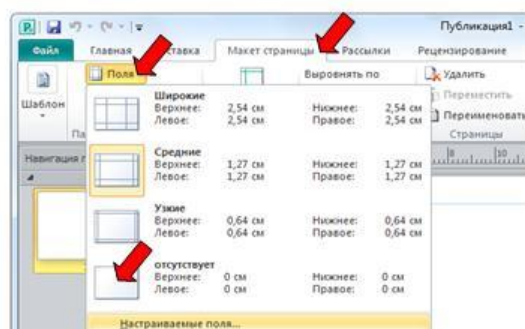 Публикация1 -
Файл Главная Вставка Макет страницы Рассылки Рецензирование
Поля Выровнять по Удалить
Шаблон Переместить
Переименовать
Страницы
Навигация
Широкие
Верхнее: 2,54 см Нижнее: 2,54 см
Левое: 2,54 см Правое: 2,54 см
Средние
Верхнее: 1,27 см Нижнее: 1,27 см
Левое: 1,27 см Правое: 1,27 см
Узкие
Верхнее: 0,64 см Нижнее: 0,64 см
Левое: 0,64 см Правое: 0,64 см
отсутствует
Верхнее: 0 см Нижнее: 0 см
Левое: 0 см Правое: 0 см
Настраиваемые поля...